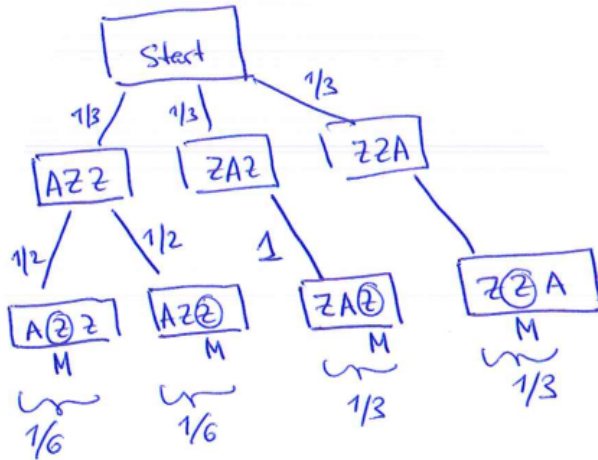 Start
1/3 1/3 1/3
AZZ ZAZ ZZA
1/2 1/2 1
AZZ AZZ ZAZ ZZA
M M M M
1/6 1/6 1/3 1/3